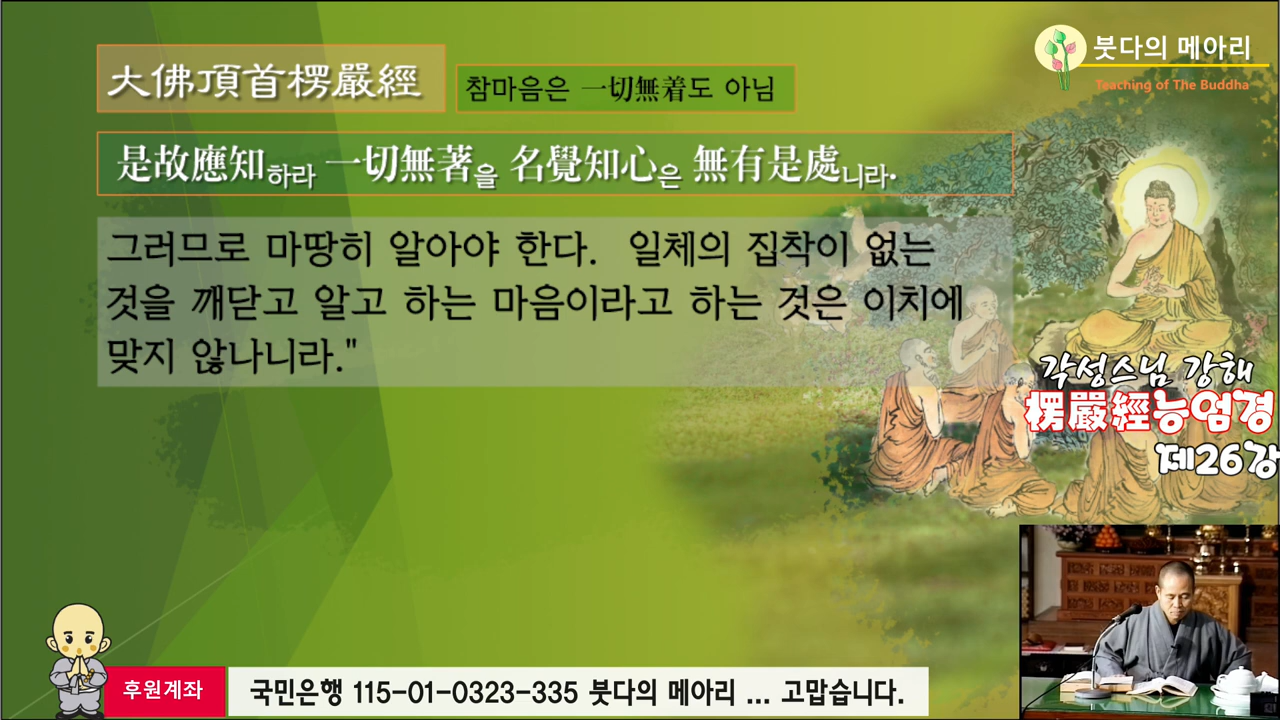 大佛頂首楞嚴經
참마음은 一切無着도 아님
붓다의 메아리
Teaching of The Buddha
是故應知하라 一切無著을 名覺知心은 無有是處니라.
그러므로 마땅히 알아야 한다. 일체의 집착이 없는
것을 깨닫고 알고 하는 마음이라고 하는 것은 이치에
맞지 않나니라."
각성스님 강해
楞嚴經능엄경
제26강
후원계좌
국민은행 115-01-0323-335 붓다의 메아리 ... 고맙습니다.